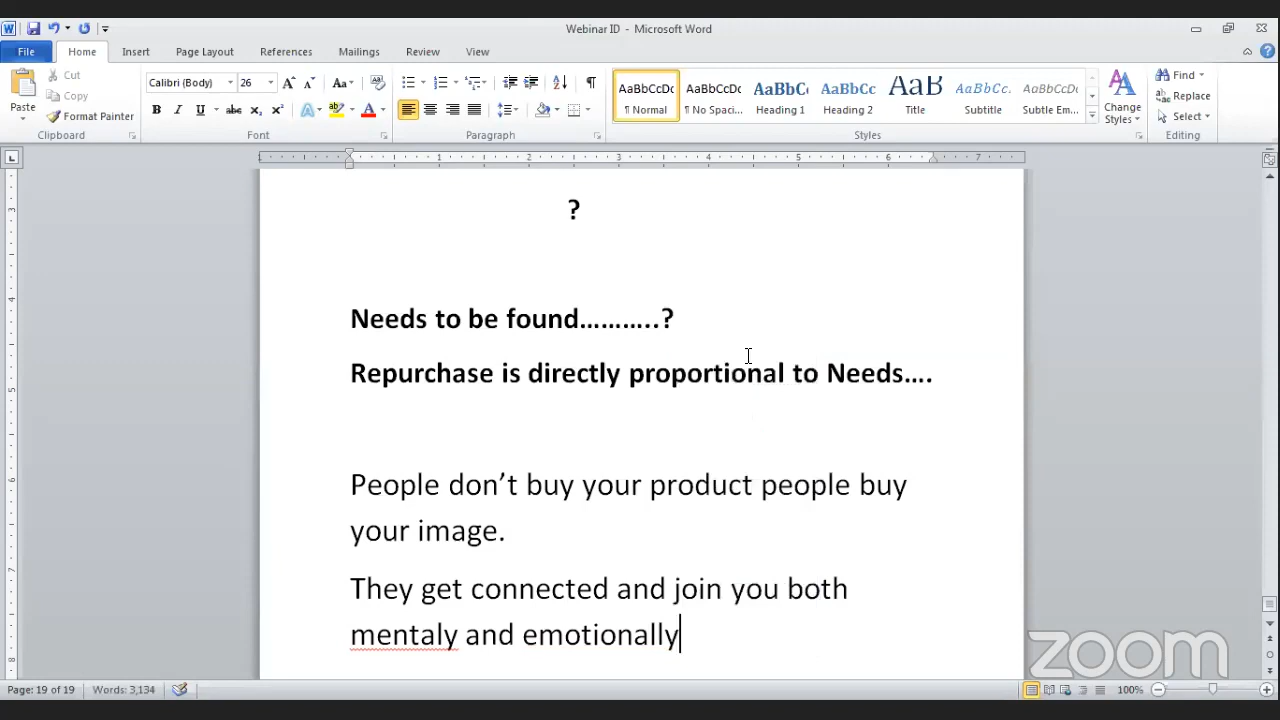 Webinar ID - Microsoft Word
File Home Insert Page Layout References Mailings Review View
Cut
Copy
Format Painter
Paste
Clipboard
Calibri (Body) 26
Font
Paragraph
AaBbCcDc AaBbCcDc AaBbC AaBbCc AaB AaBbCc. AaBbCcDc
¶ Normal ¶ No Spaci... Heading 1 Heading 2 Title Subtitle Subtle Em...
Change Styles
Styles
Find
Replace
Select
Editing
?
Needs to be found………..?
Repurchase is directly proportional to Needs….
People don’t buy your product people buy
your image.
They get connected and join you both
mentaly and emotionally
zoom
Page: 19 of 19 Words: 3,134 100%